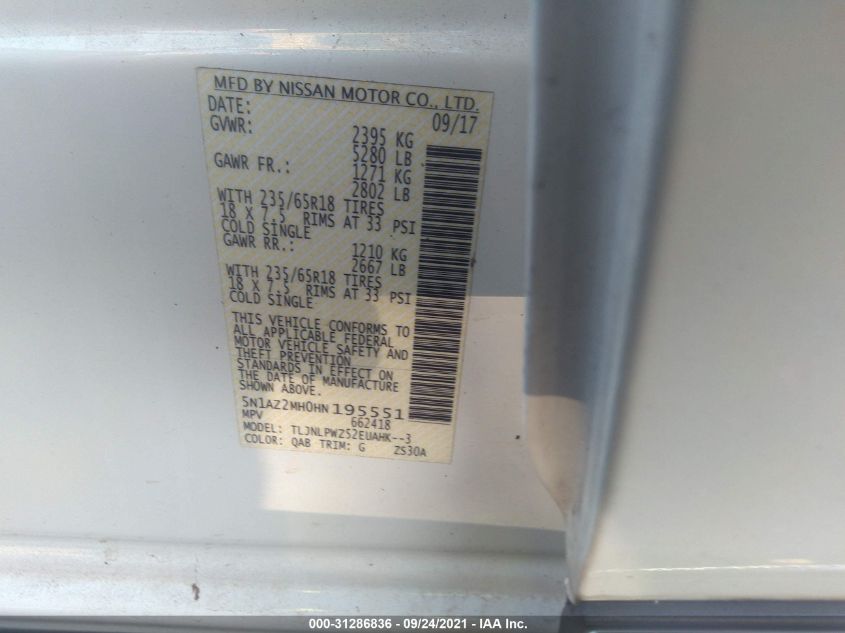 MFD BY NISSAN MOTOR CO., LTD.
DATE: 09/17
GVWR: 2395 KG
5280 LB
GAWR FR.: 1271 KG
2802 LB
WITH 235/65R18 TIRES
18 X 7.5 RIMS AT 33 PSI
COLD SINGLE
GAWR RR.: 1210 KG
2667 LB
WITH 235/65R18 TIRES
18 X 7.5 RIMS AT 33 PSI
COLD SINGLE
THIS VEHICLE CONFORMS TO
ALL APPLICABLE FEDERAL
MOTOR VEHICLE SAFETY AND
THEFT PREVENTION
STANDARDS IN EFFECT ON
THE DATE OF MANUFACTURE
SHOWN ABOVE.
5N1AZ2MH0HN195551
MPV 662418
MODEL: TLJNLPWZ52EUAHK--3
COLOR: QAB TRIM: G ZS30A
000-31286836 - 09/24/2021 - IAA Inc.